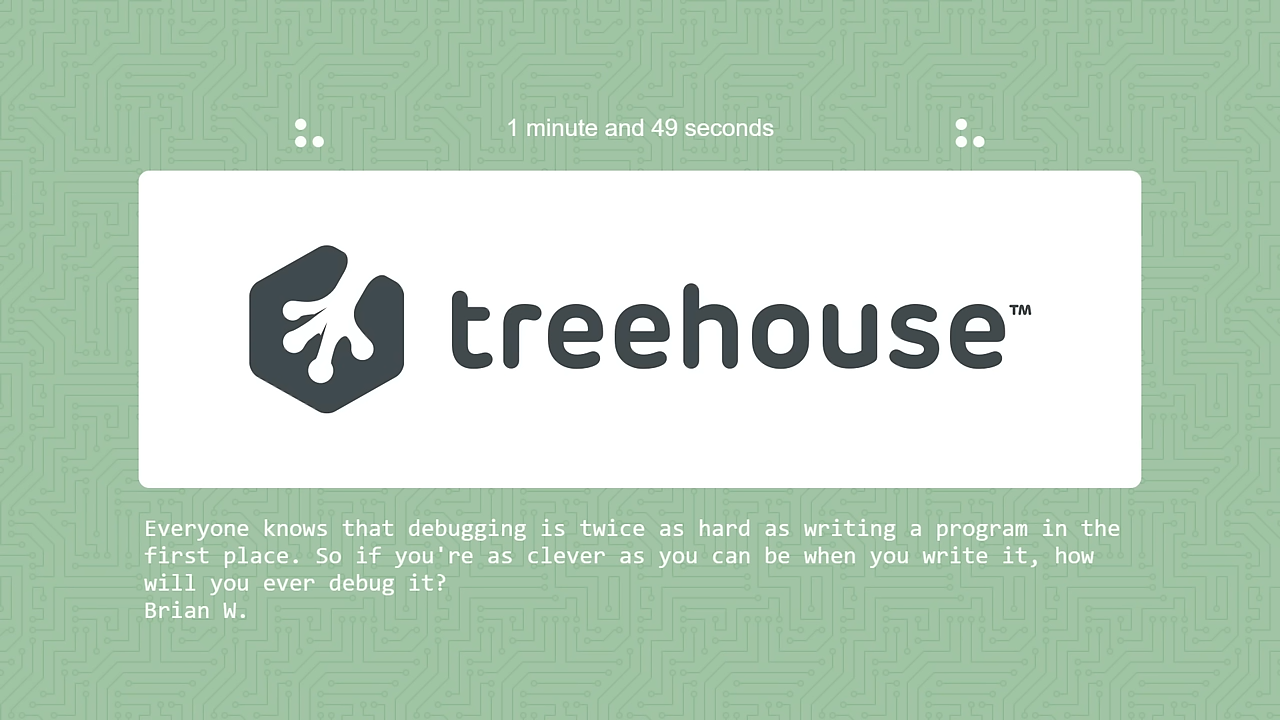 1 minute and 49 seconds
treehouse™
Everyone knows that debugging is twice as hard as writing a program in the
first place. So if you're as clever as you can be when you write it, how
will you ever debug it?
Brian W.